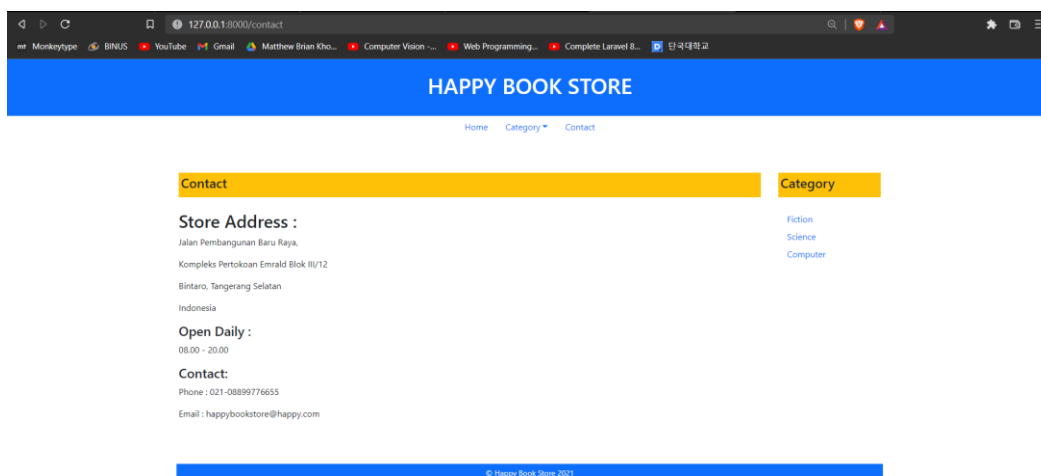 127.0.0.1:8000/contact
mt Monkeytype BINUS YouTube Gmail Matthew Brian Kho... Computer Vision -... Web Programming... Complete Laravel 8... D 단국대학교
HAPPY BOOK STORE
Home Category Contact
Contact
Store Address :
Jalan Pembangunan Baru Raya,
Kompleks Pertokoan Emrald Blok III/12
Bintaro, Tangerang Selatan
Indonesia
Open Daily :
08.00 - 20.00
Contact:
Phone : 021-08899776655
Email : happybookstore@happy.com
Category
Fiction
Science
Computer
© Happy Book Store 2021